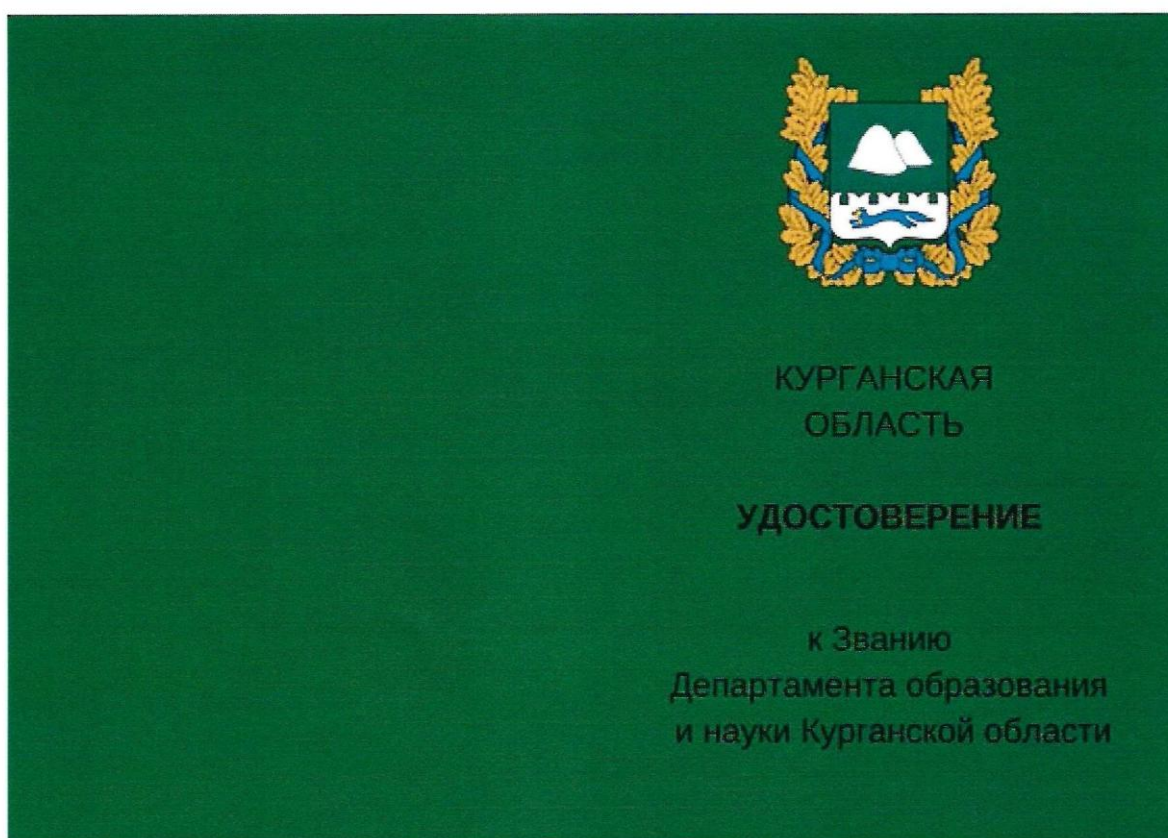 КУРГАНСКАЯ
ОБЛАСТЬ
УДОСТОВЕРЕНИЕ
к Званию
Департамента образования
и науки Курганской области